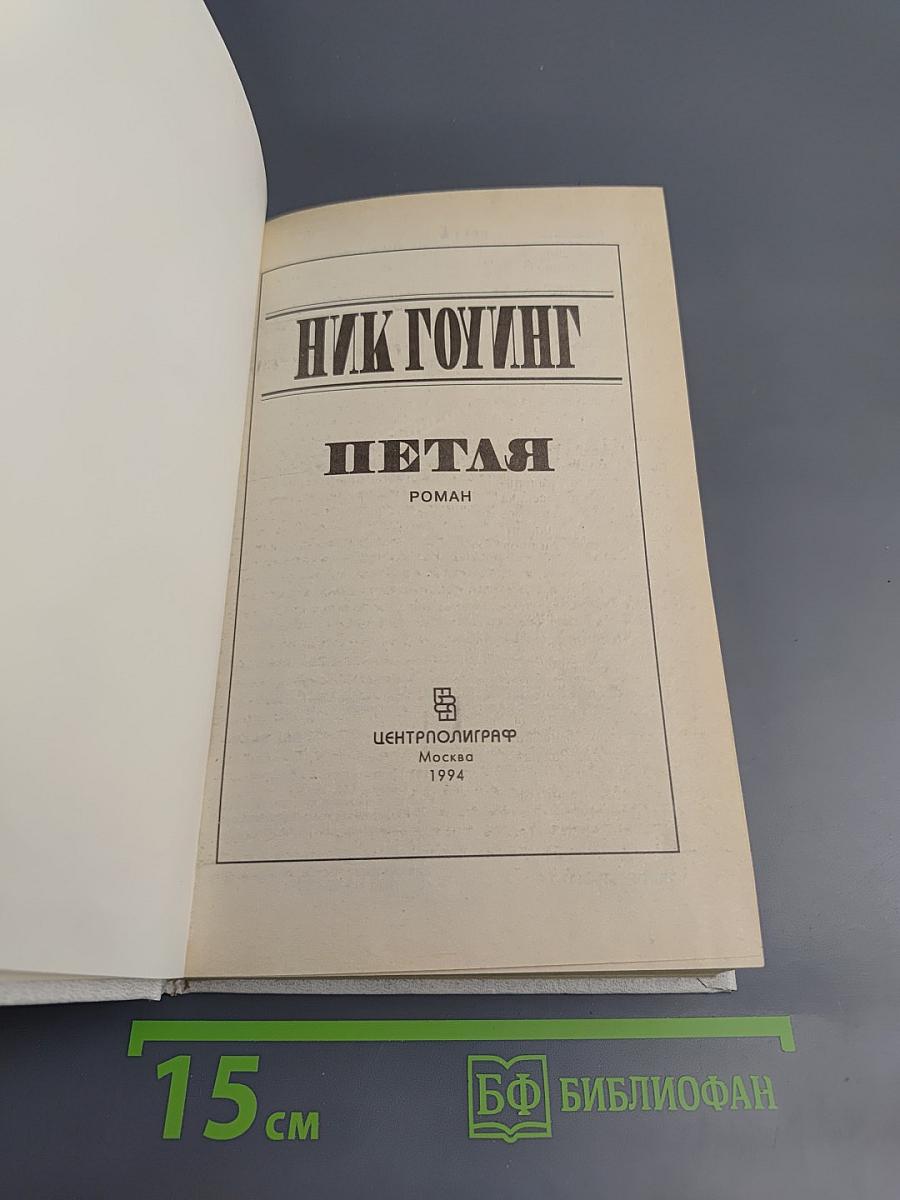 НИК ГОУИНГ
ПЕТЛЯ
РОМАН
ЦЕНТРПОЛИГРАФ
Москва
1994
15 см
БФ БИБЛИОФАН